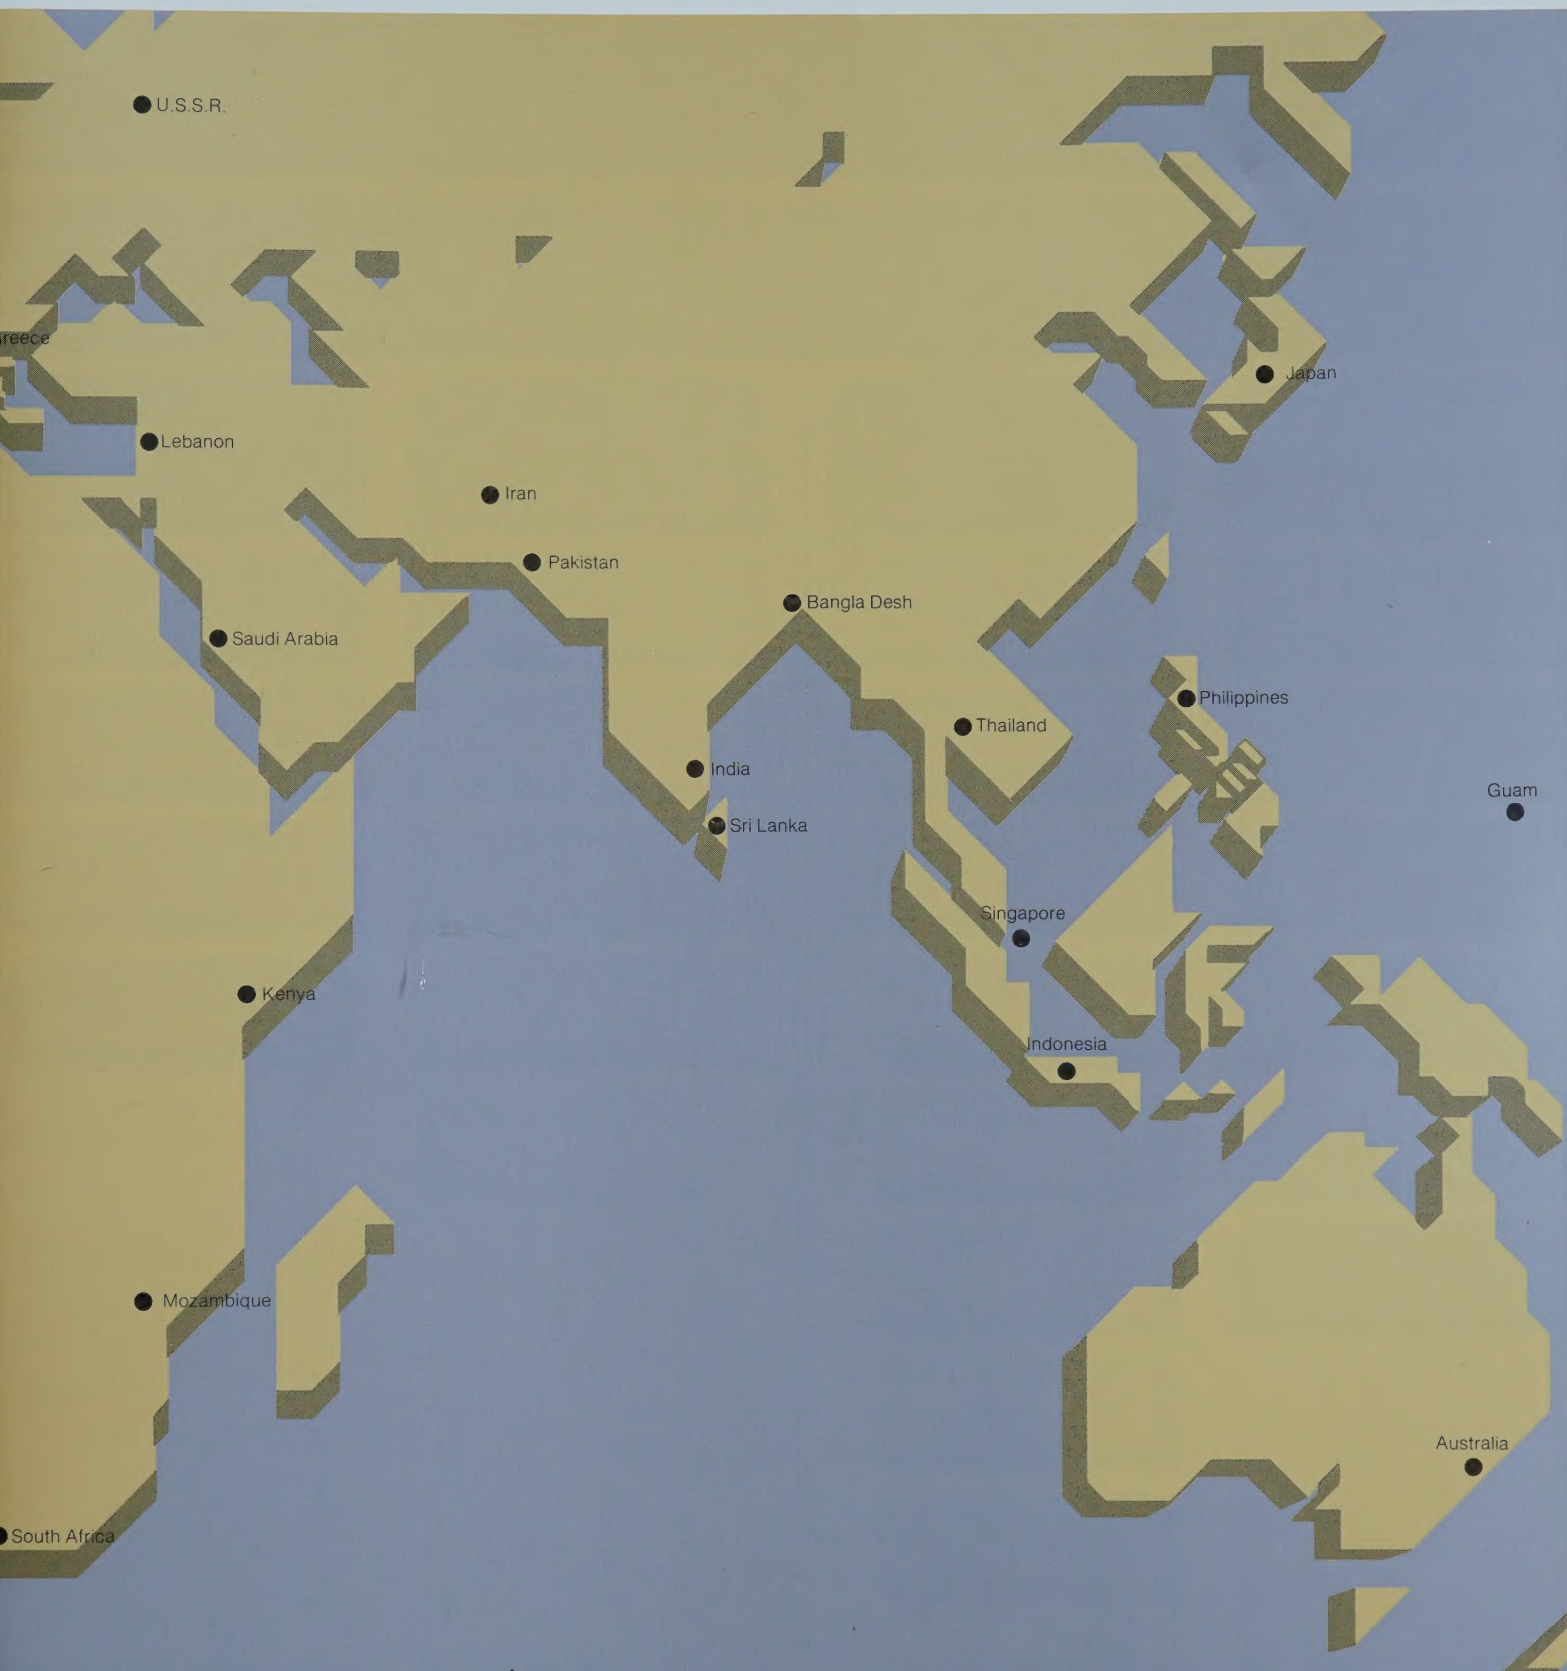 U.S.S.R.
reece
Japan
Lebanon
Iran
Pakistan
Bangla Desh
Saudi Arabia
Philippines
Thailand
India
Guam
Sri Lanka
Singapore
Kenya
Indonesia
Mozambique
Australia
South Africa